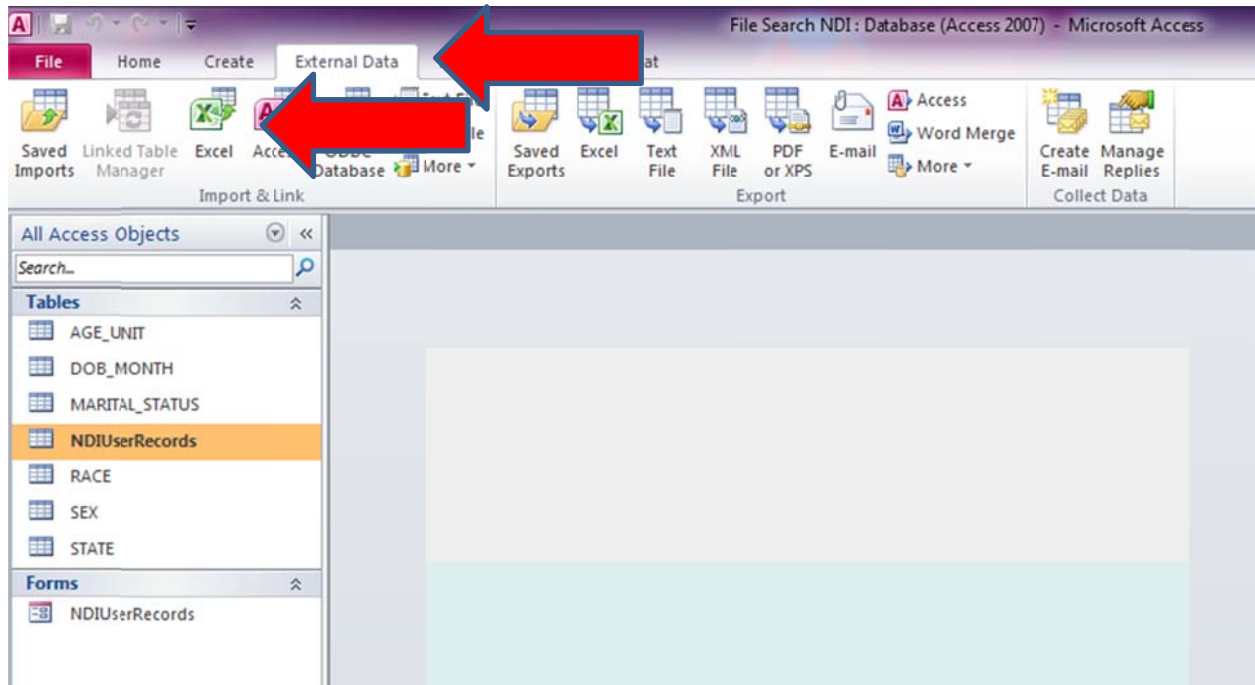 File Search NDI : Database (Access 2007) - Microsoft Access
File Home Create External Data at
Saved Imports
Linked Table Manager
Excel
Database
More
Import & Link
Saved Exports
Excel
Text File
XML File
PDF or XPS
E-mail
Access
Word Merge
More
Export
Create E-mail
Manage Replies
Collect Data
All Access Objects
Search...
Tables
AGE_UNIT
DOB_MONTH
MARITAL_STATUS
NDIUserRecords
RACE
SEX
STATE
Forms
NDIUserRecords